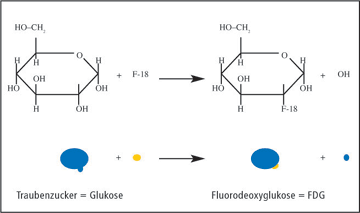 HO–CH2 HO–CH2
O O
H H H H H H
+ F-18 + OH
OH OH
HO OH HO OH
H OH H F-18
+ +
Traubenzucker = Glukose Fluorodeoxyglukose = FDG